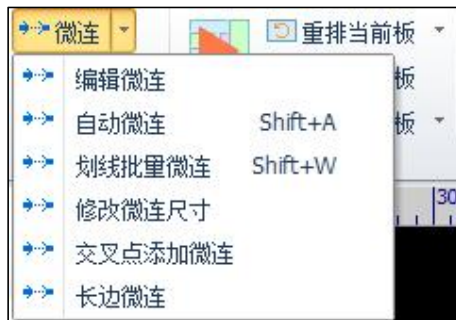 微连
重排当前板
板
板
编辑微连
自动微连 Shift+A
划线批量微连 Shift+W
修改微连尺寸
交叉点添加微连
长边微连
30